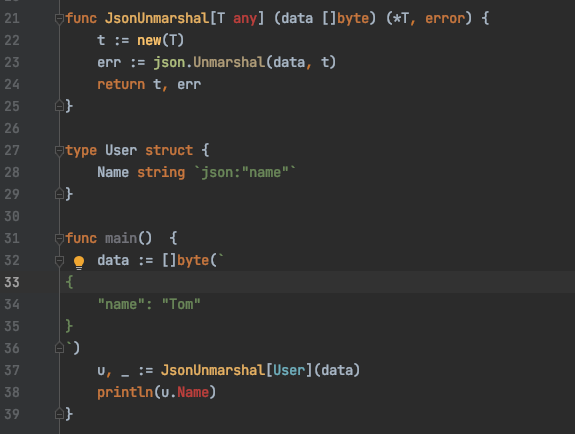 21 func JsonUnmarshal[T any] (data []byte) (*T, error) {
22     t := new(T)
23     err := json.Unmarshal(data, t)
24     return t, err
25 }
26
27 type User struct {
28     Name string `json:"name"`
29 }
30
31 func main()  {
32     data := []byte(`
33 {
34     "name": "Tom"
35 }
36 `)
37     u, _ := JsonUnmarshal[User](data)
38     println(u.Name)
39 }